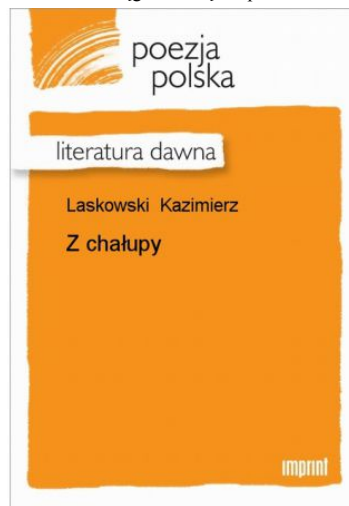 poezja
polska
literatura dawna
Laskowski Kazimierz
Z chałupy
imprint